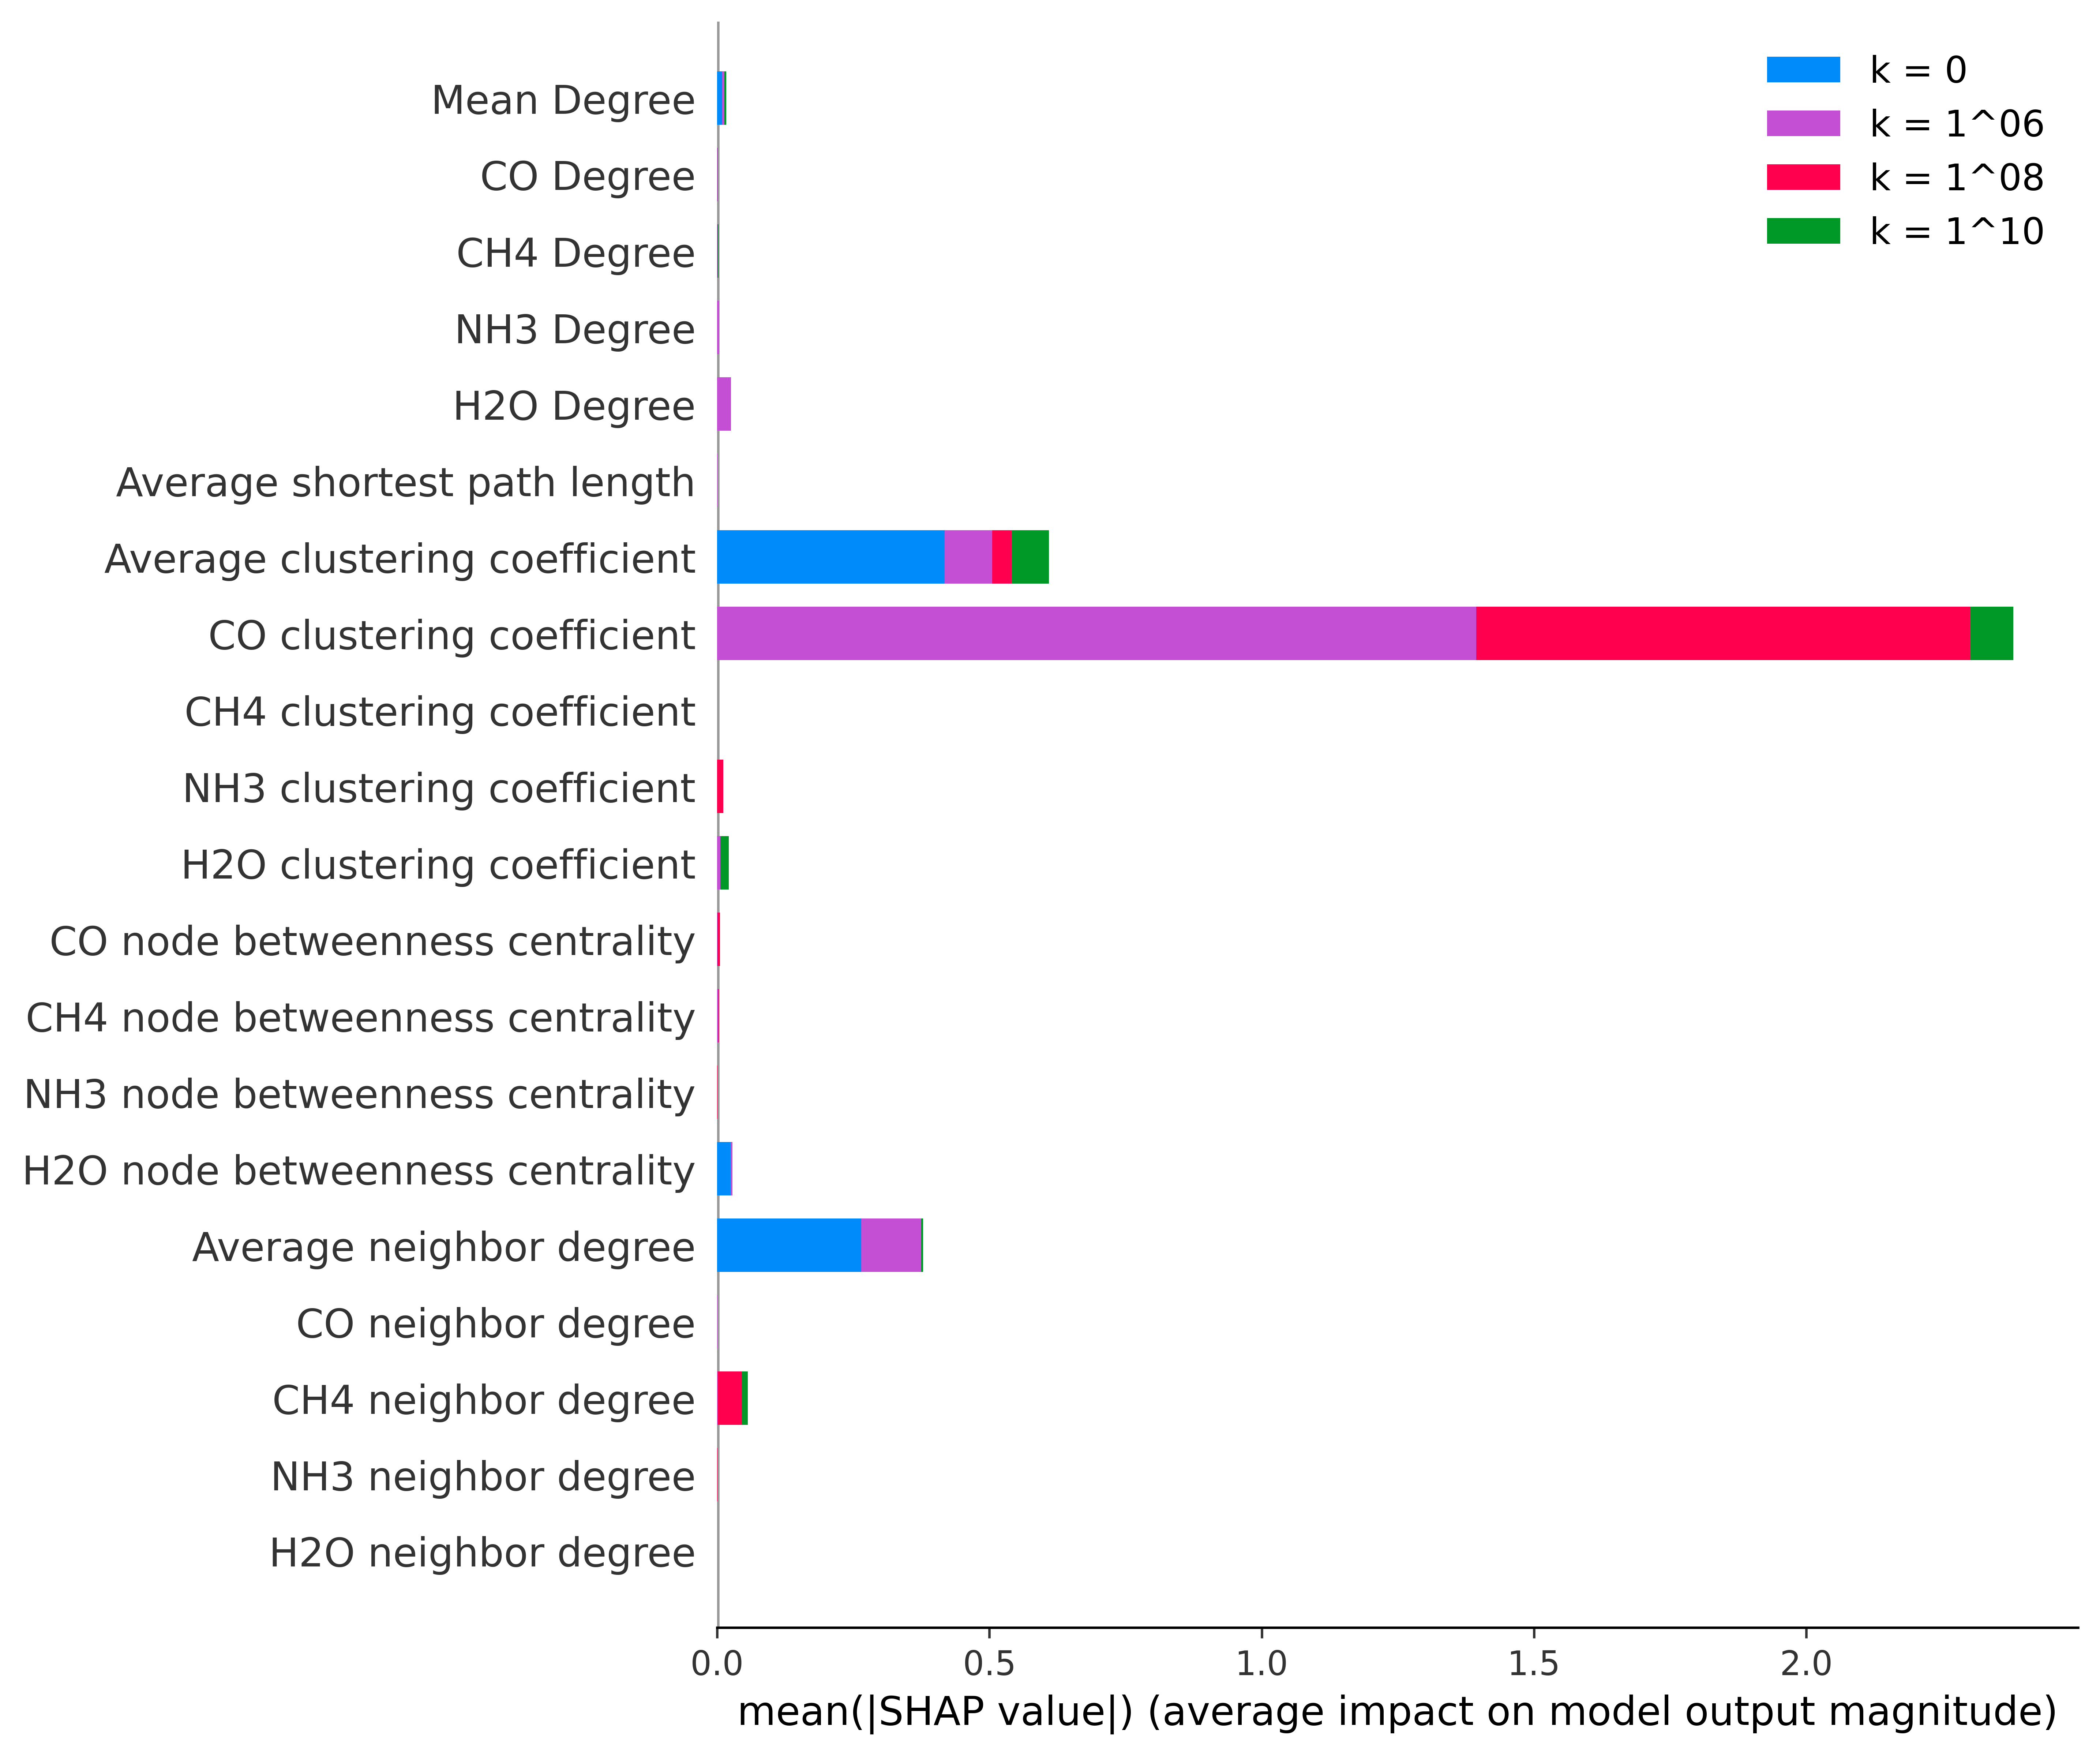 k = 0
k = 1^06
k = 1^08
k = 1^10
Mean Degree
CO Degree
CH4 Degree
NH3 Degree
H2O Degree
Average shortest path length
Average clustering coefficient
CO clustering coefficient
CH4 clustering coefficient
NH3 clustering coefficient
H2O clustering coefficient
CO node betweenness centrality
CH4 node betweenness centrality
NH3 node betweenness centrality
H2O node betweenness centrality
Average neighbor degree
CO neighbor degree
CH4 neighbor degree
NH3 neighbor degree
H2O neighbor degree
0.0 0.5 1.0 1.5 2.0
mean(|SHAP value|) (average impact on model output magnitude)